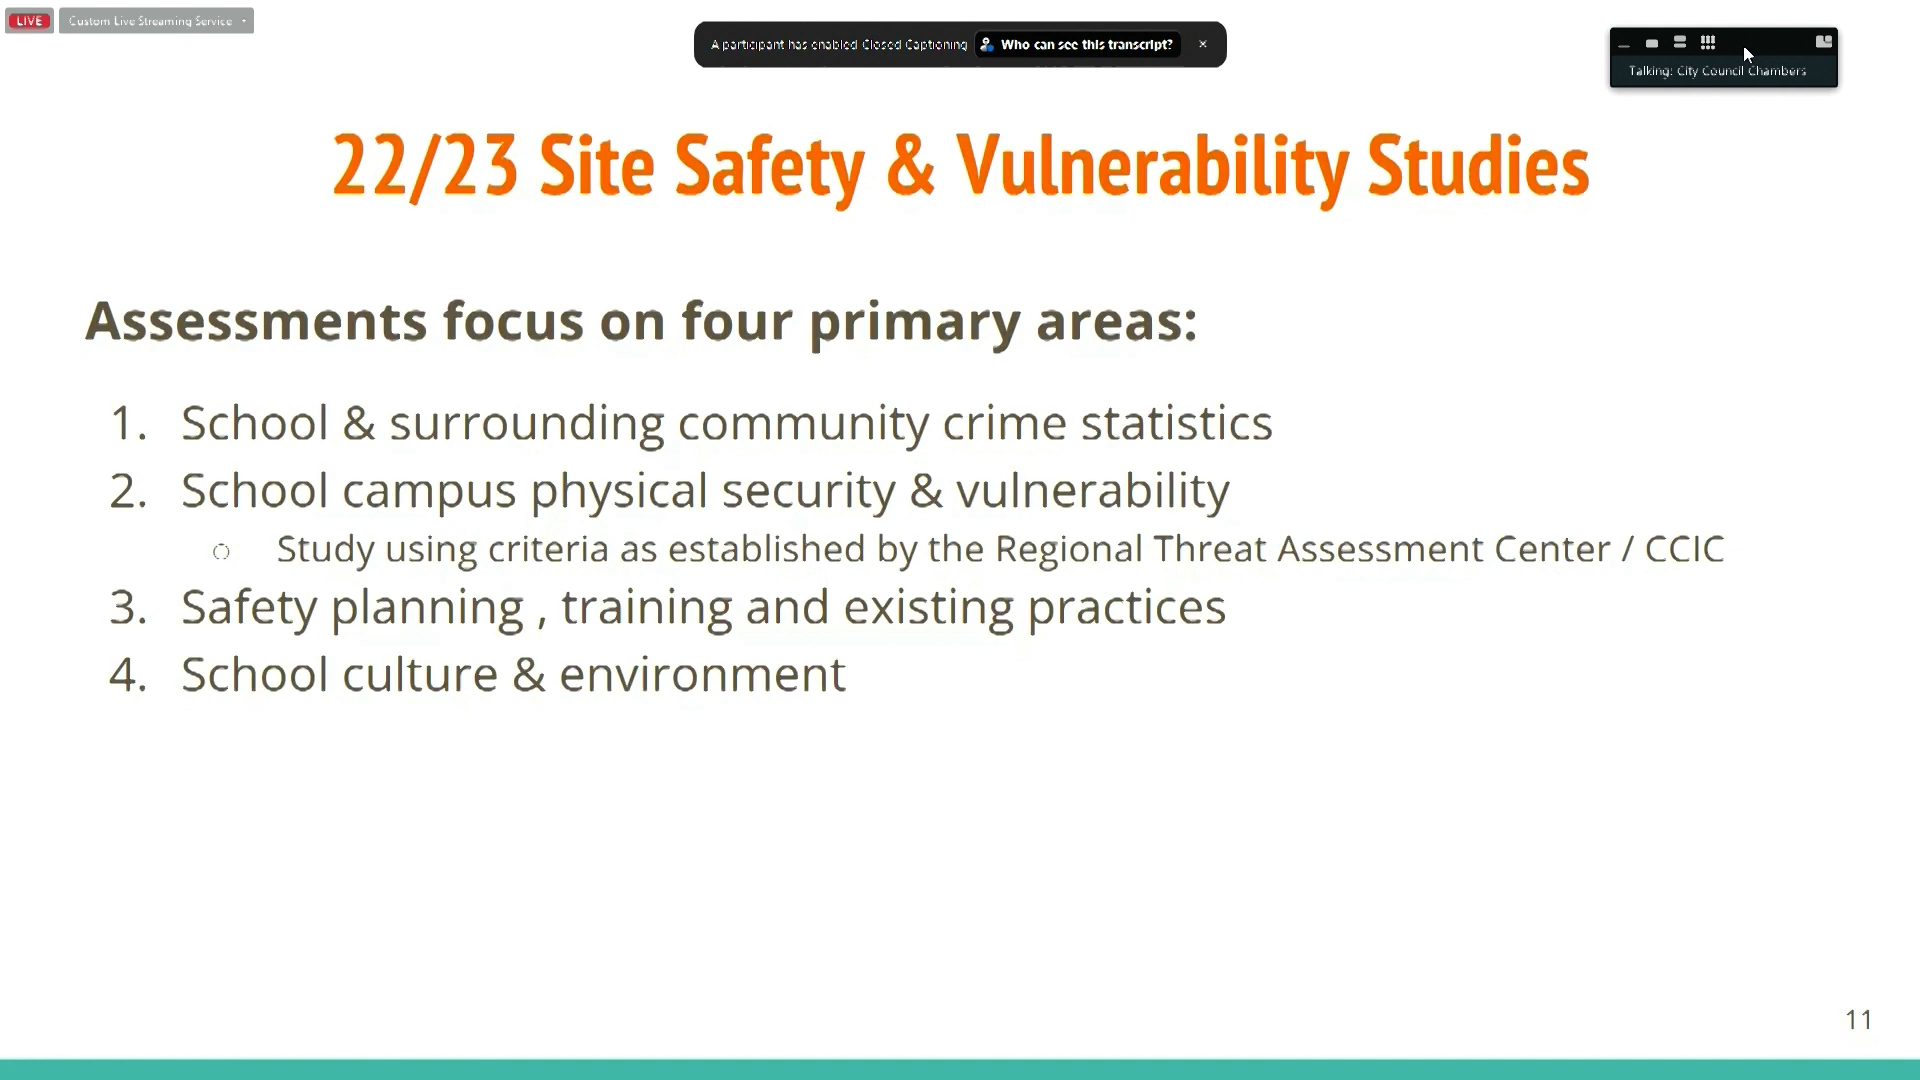 LIVE
Custom Live Streaming Service
A participant has enabled Closed Captioning Who can see this transcript?
Talking: City Council Chambers
22/23 Site Safety & Vulnerability Studies
Assessments focus on four primary areas:
1. School & surrounding community crime statistics
2. School campus physical security & vulnerability
Study using criteria as established by the Regional Threat Assessment Center / CCIC
3. Safety planning , training and existing practices
4. School culture & environment
11